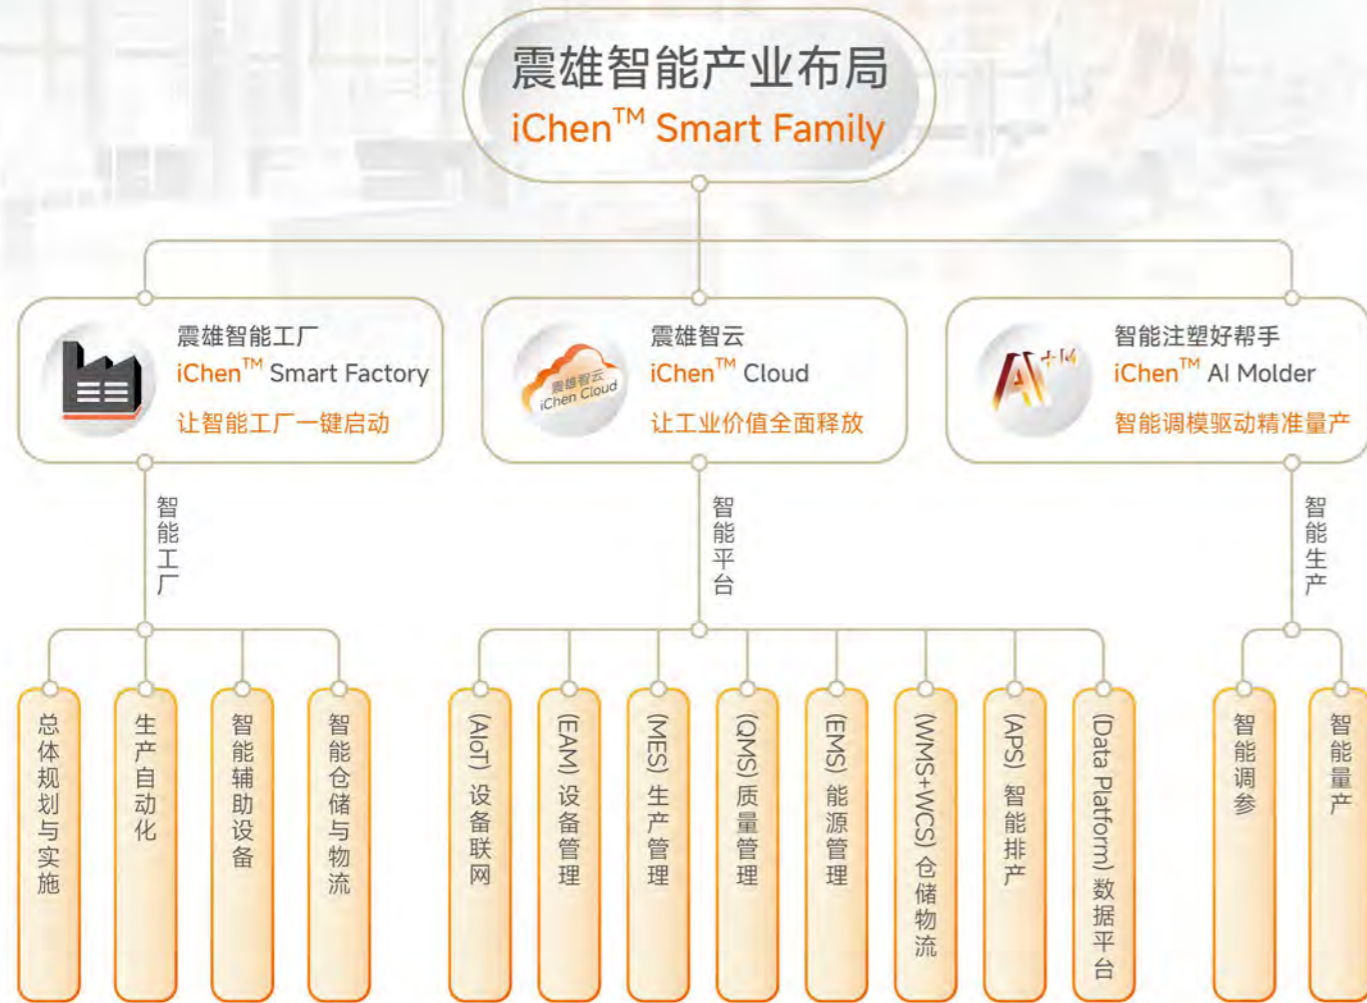 震雄智能产业布局
iChen™ Smart Family
震雄智能工厂
iChen™ Smart Factory
让智能工厂一键启动
震雄智云
iChen Cloud
震雄智云
iChen™ Cloud
让工业价值全面释放
AI+M
智能注塑好帮手
iChen™ AI Molder
智能调模驱动精准量产
智能工厂
智能平台
智能生产
总体规划与实施
生产自动化
智能辅助设备
智能仓储与物流
(AIoT) 设备联网
(EAM) 设备管理
(MES) 生产管理
(QMS) 质量管理
(EMS) 能源管理
(WMS+WCS) 仓储物流
(APS) 智能排产
(Data Platform) 数据平台
智能调参
智能量产